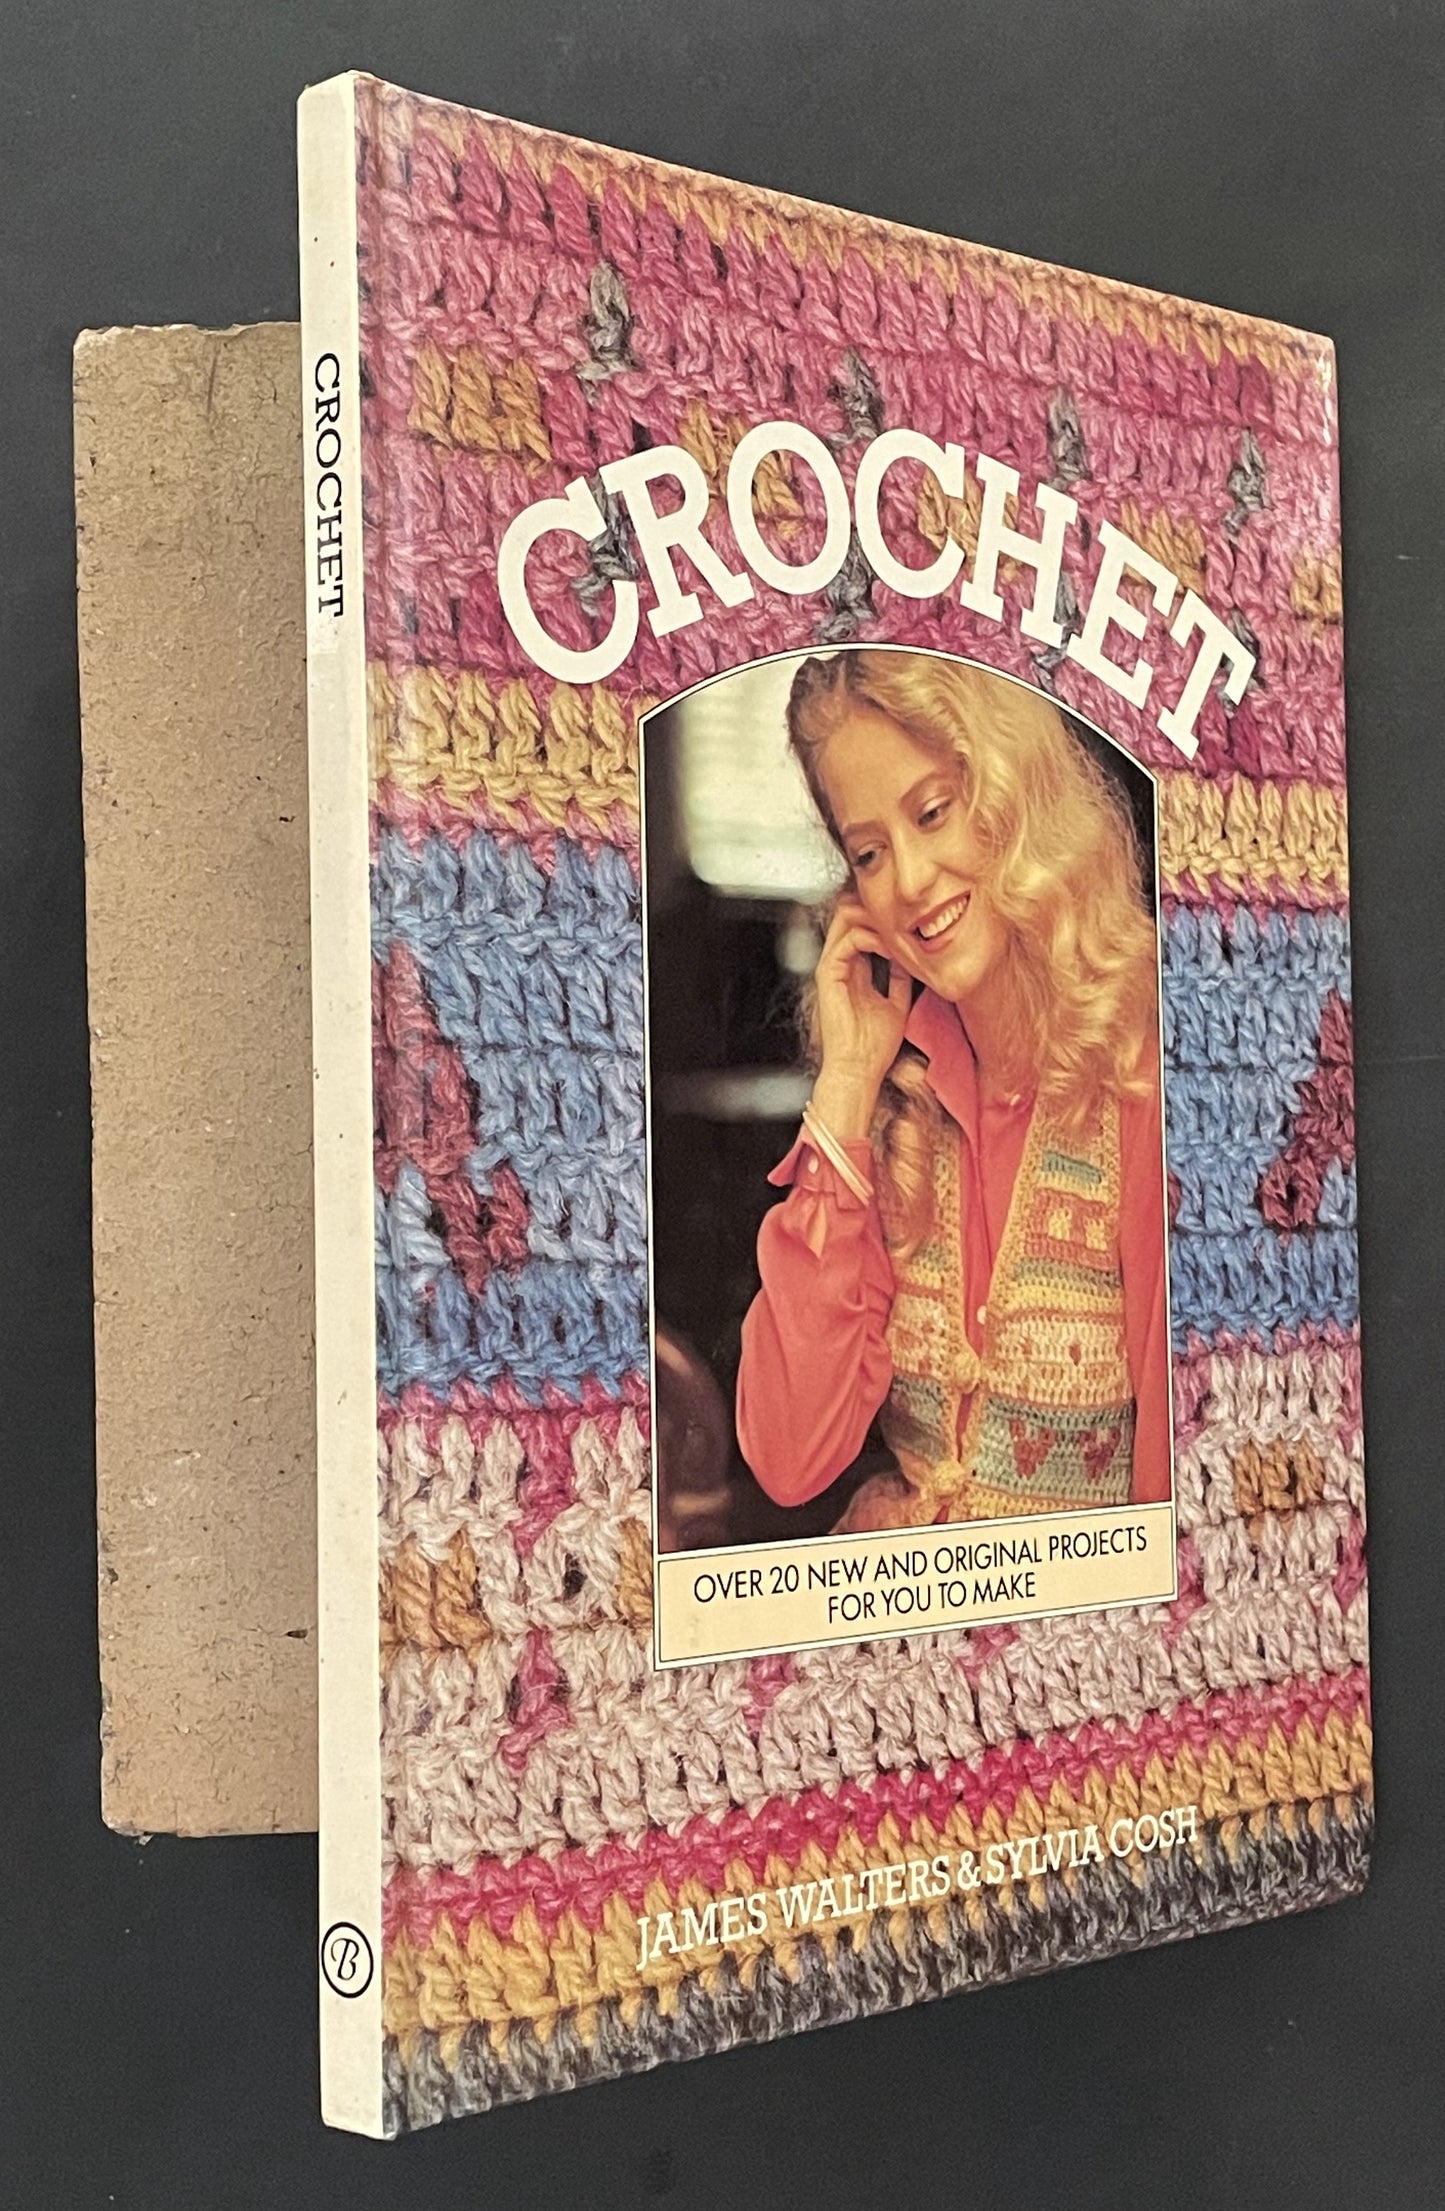 CROCHET
B
CROCHET
OVER 20 NEW AND ORIGINAL PROJECTS
FOR YOU TO MAKE
JAMES WALTERS & SYLVIA COSH